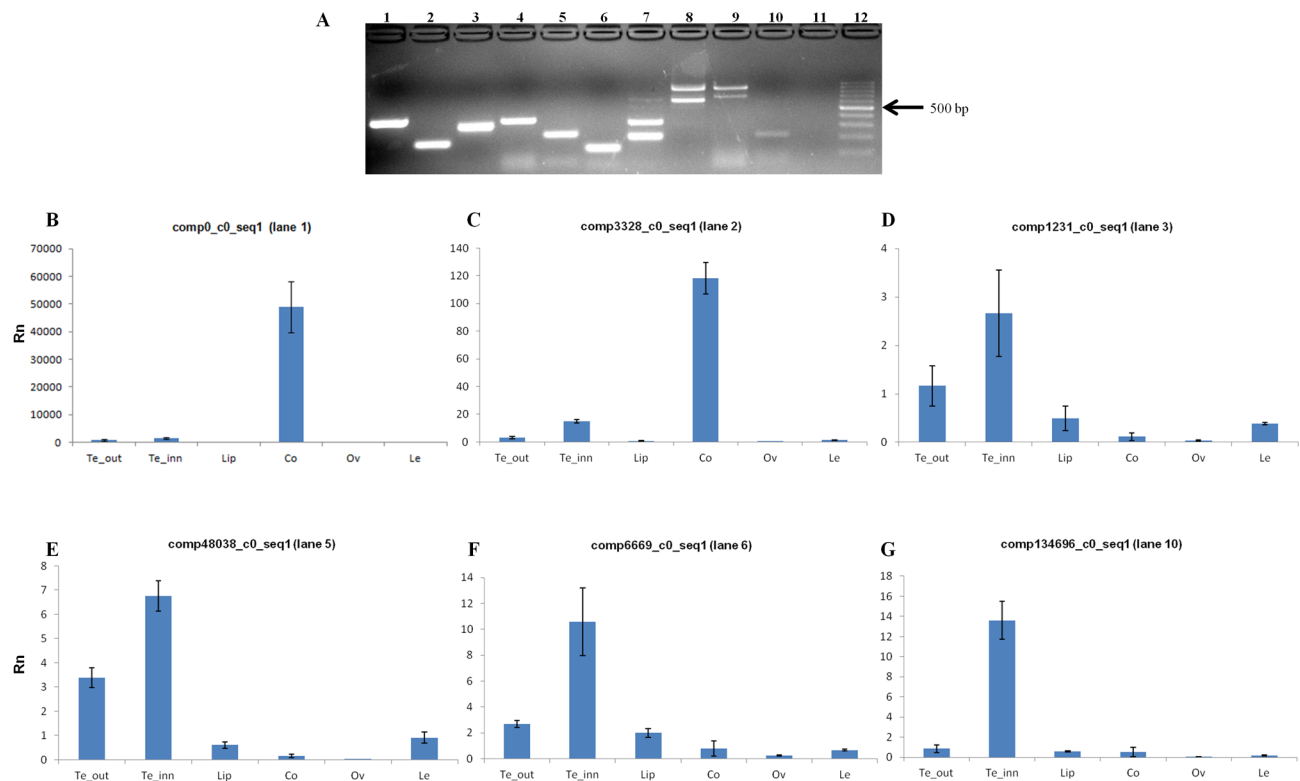 A
1 2 3 4 5 6 7 8 9 10 11 12
500 bp
B
comp0_c0_seq1 (lane 1)
Rn
70000
60000
50000
40000
30000
20000
10000
0
Te_out Te_inn Lip Co Ov Le
C
comp3328_c0_seq1 (lane 2)
140
120
100
80
60
40
20
0
Te_out Te_inn Lip Co Ov Le
D
comp1231_c0_seq1 (lane 3)
4
3
2
1
0
Te_out Te_inn Lip Co Ov Le
E
comp48038_c0_seq1 (lane 5)
Rn
8
7
6
5
4
3
2
1
0
Te_out Te_inn Lip Co Ov Le
F
comp6669_c0_seq1 (lane 6)
14
12
10
8
6
4
2
0
Te_out Te_inn Lip Co Ov Le
G
comp134696_c0_seq1 (lane 10)
18
16
14
12
10
8
6
4
2
0
Te_out Te_inn Lip Co Ov Le